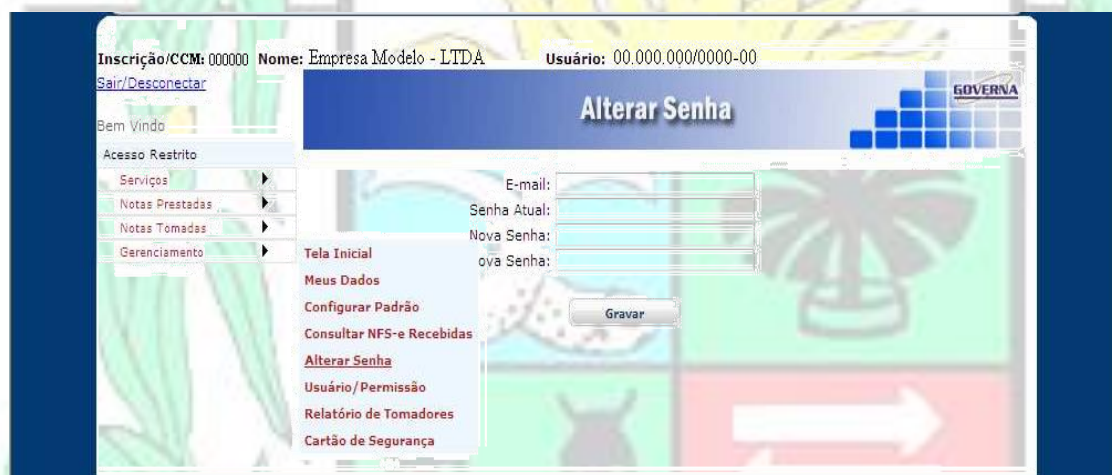 Inscrição/CCM: 000000 Nome: Empresa Modelo - LTDA Usuário: 00.000.000/0000-00
Sair/Desconectar
GOVERNA
Alterar Senha
Bem Vindo
Acesso Restrito
Serviços
Notas Prestadas
Notas Tomadas
Gerenciamento
E-mail:
Senha Atual:
Nova Senha:
ova Senha:
Gravar
Tela Inicial
Meus Dados
Configurar Padrão
Consultar NFS-e Recebidas
Alterar Senha
Usuário/Permissão
Relatório de Tomadores
Cartão de Segurança